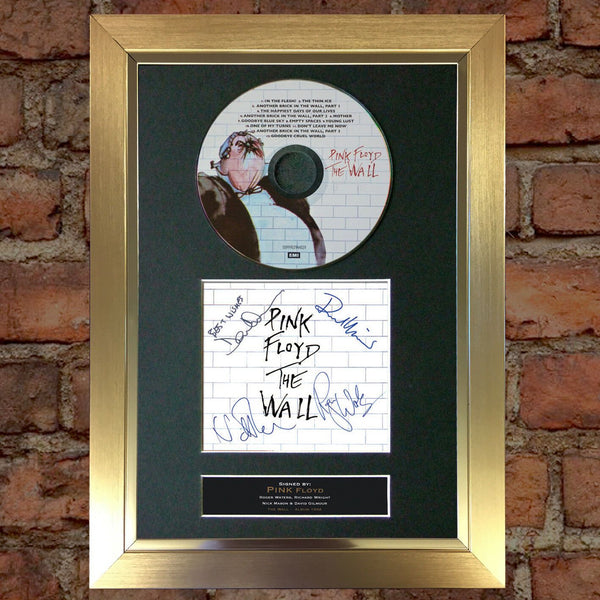 1.IN THE FLESH? 2.THE THIN ICE
3.ANOTHER BRICK IN THE WALL, PART 1
4.THE HAPPIEST DAYS OF OUR LIVES
5.ANOTHER BRICK IN THE WALL, PART 2 6.MOTHER
7.GOODBYE BLUE SKY 8.EMPTY SPACES 9.YOUNG LUST
10.ONE OF MY TURNS 11.DON'T LEAVE ME NOW
12.ANOTHER BRICK IN THE WALL, PART 3
13.GOODBYE CRUEL WORLD
PINK FLOYD
THE WALL
EMI
BEST WISHES
PINK
FLOYD
THE
WALL
SIGNED BY:
PINK FLOYD
ROGER WATERS, RICHARD WRIGHT
NICK MASON & DAVID GILMOUR